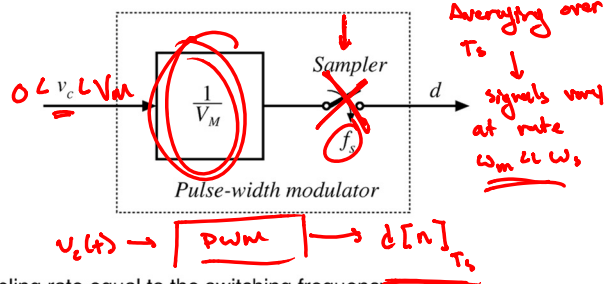 Averaging over
Ts
↓
signals vary
at rate
ωm << ωs
Sampler
0 < vc < VM
1
VM
d
fs
Pulse-width modulator
vc(t) → PWM → d[n]
Ts
pling rate equal to the switching frequenc